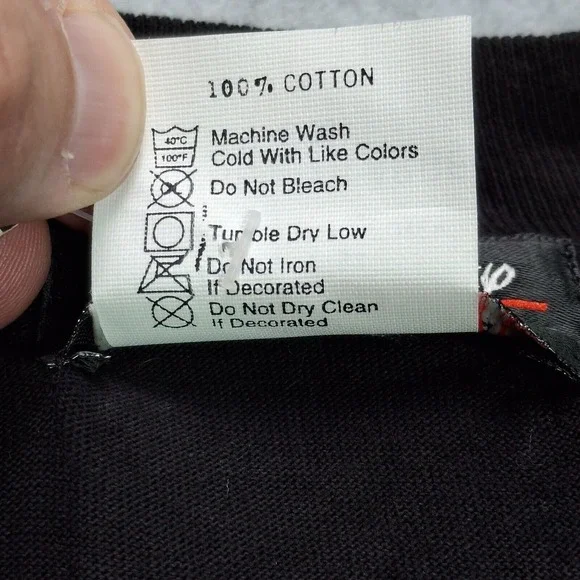 100% COTTON
40°C
100°F
Machine Wash
Cold With Like Colors
Do Not Bleach
Tumble Dry Low
Do Not Iron
If Decorated
Do Not Dry Clean
If Decorated